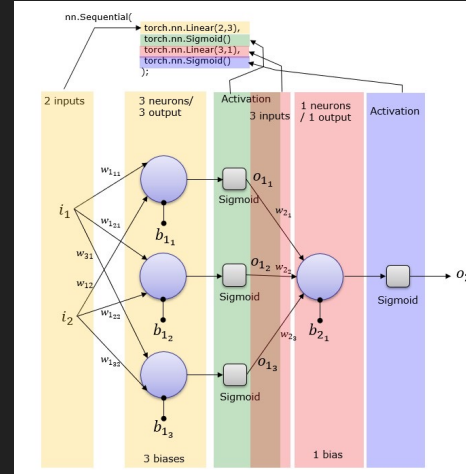 nn.Sequential(
torch.nn.Linear(2,3),
torch.nn.Sigmoid()
torch.nn.Linear(3,1),
torch.nn.Sigmoid()
);
2 inputs
3 neurons/
3 output
Activation
3 inputs
1 neurons
/ 1 output
Activation
i₁
i₂
w₁₁₁
w₁₂₁
w₃₁
w₁₂
w₁₂₂
w₁₃₂
b₁₁
b₁₂
b₁₃
Sigmoid
Sigmoid
Sigmoid
o₁₁
o₁₂
o₁₃
w₂₁
w₂₂
w₂₃
b₂₁
Sigmoid
3 biases
1 bias